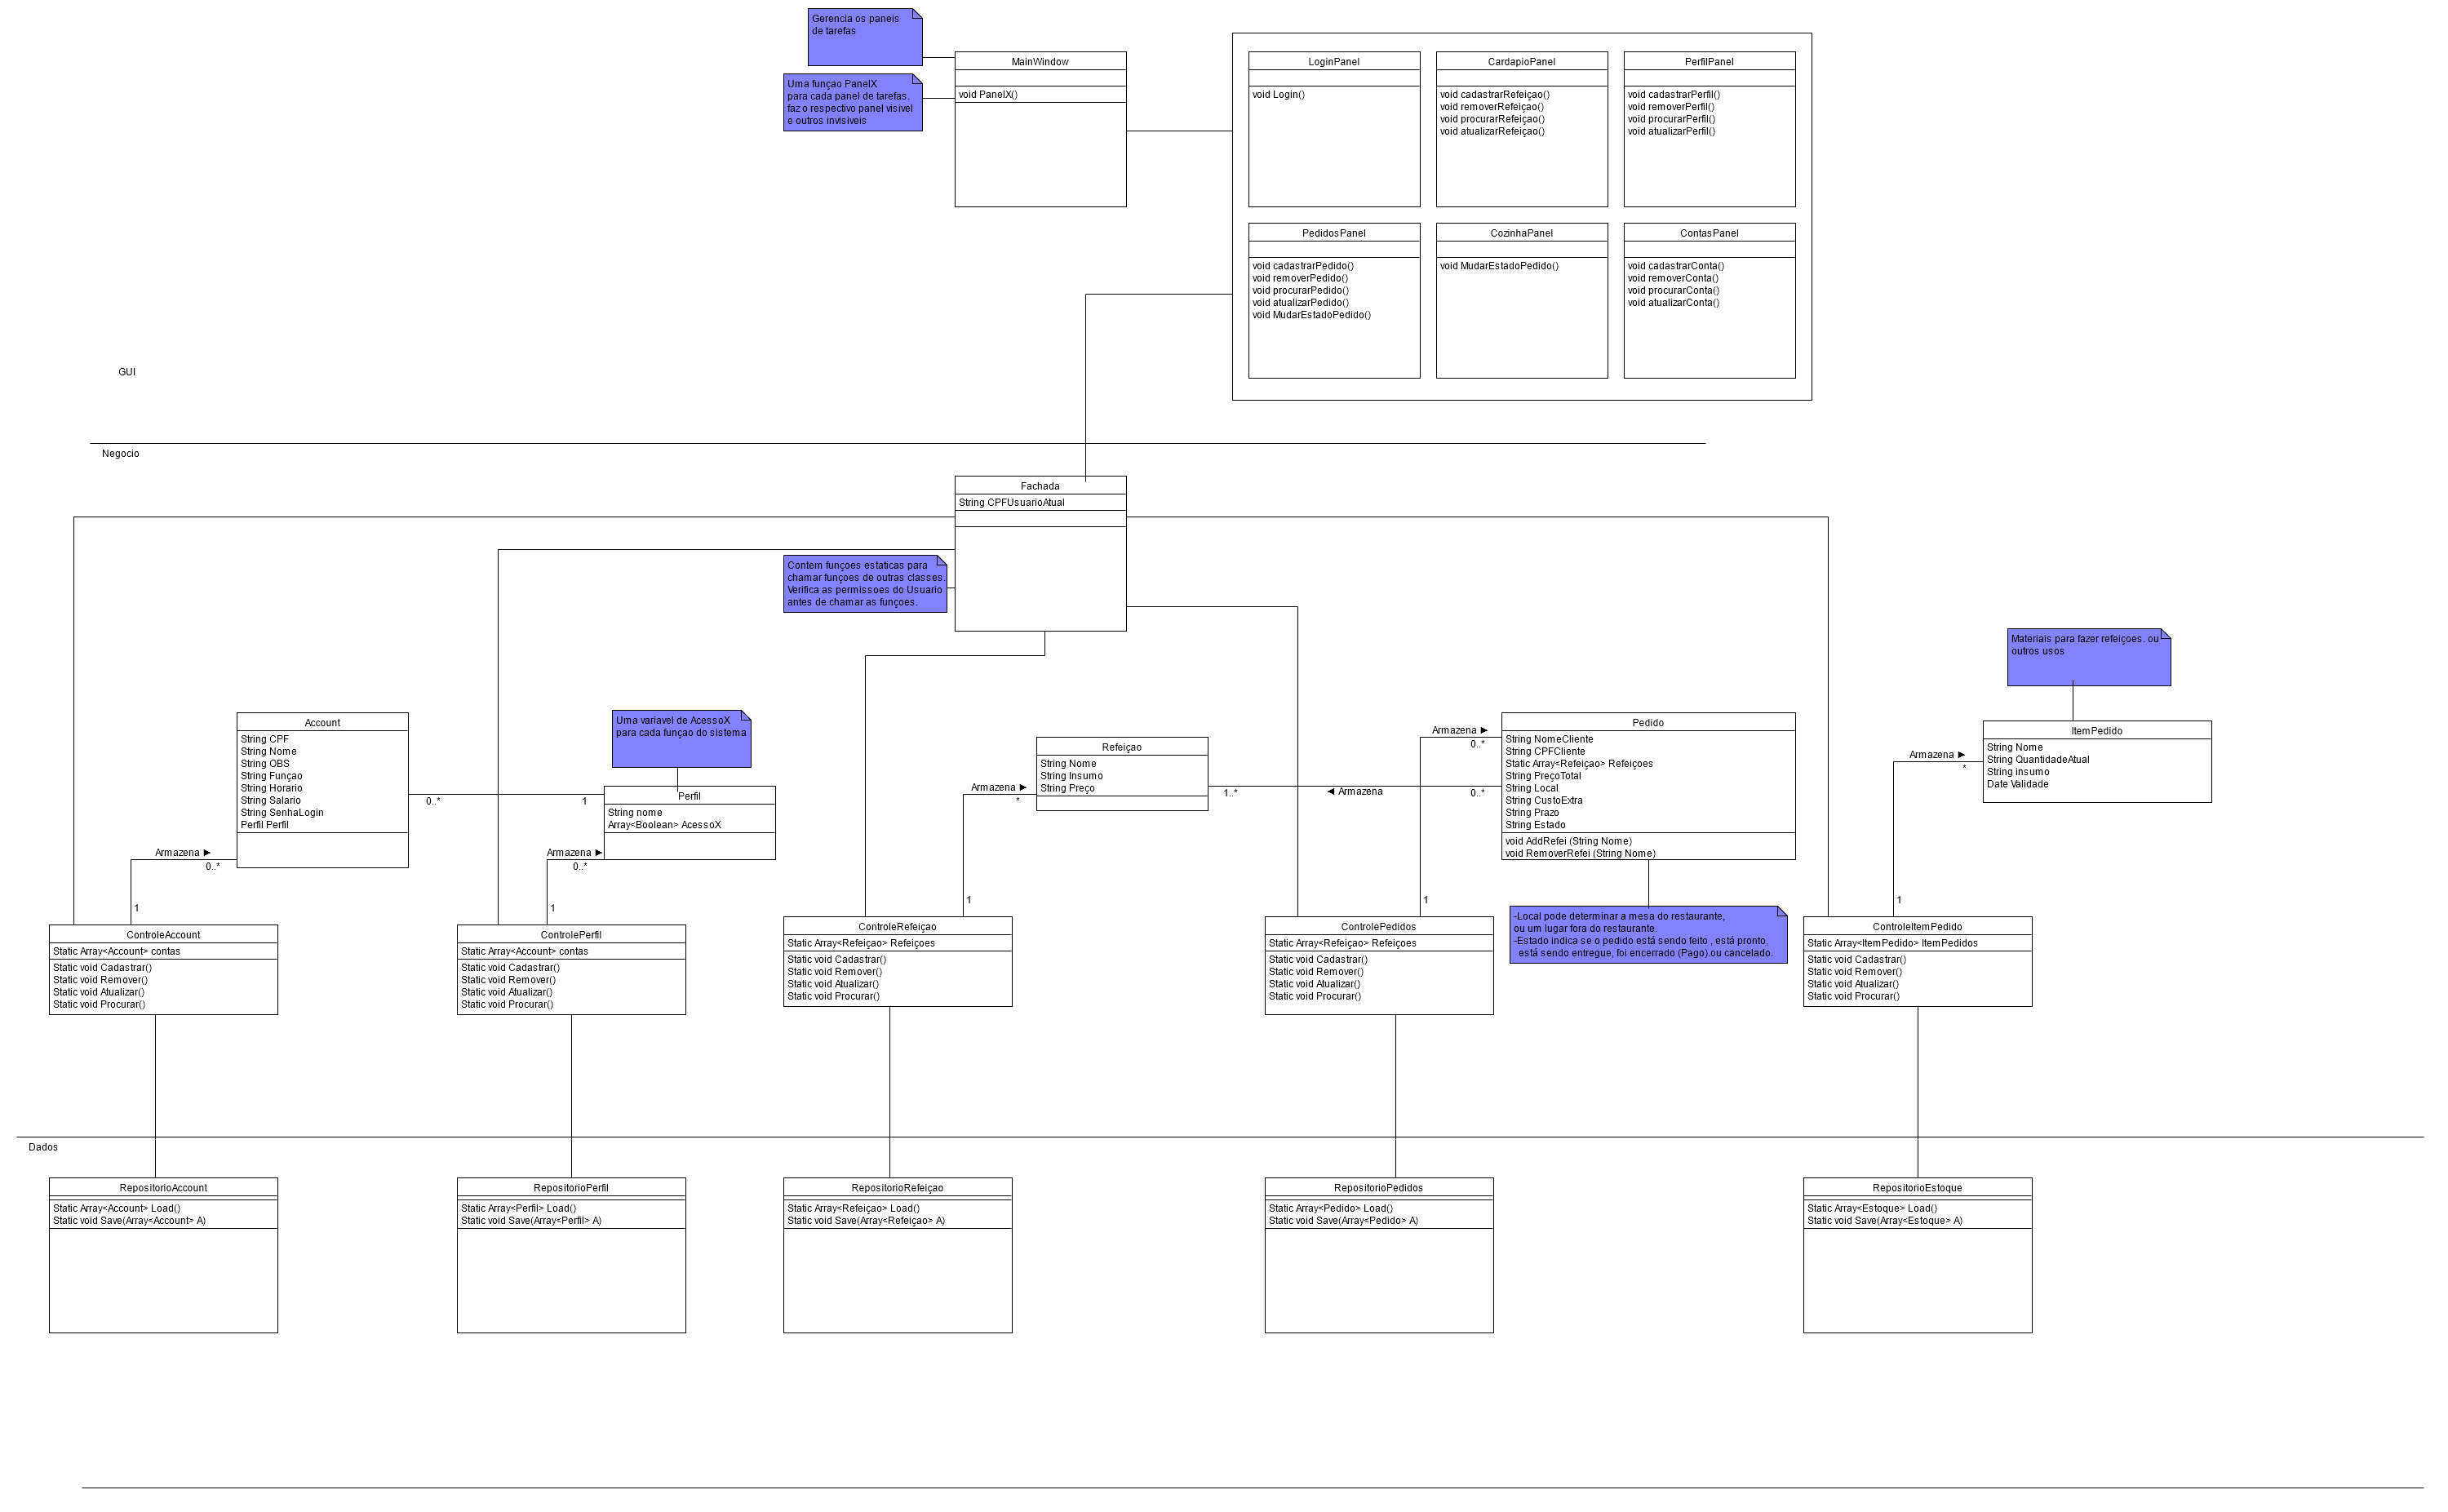 Gerencia os paneis
de tarefas
Uma funçao PanelX
para cada panel de tarefas.
faz o respectivo panel visivel
e outros invisiveis
MainWindow
void PanelX()
LoginPanel
void Login()
CardapioPanel
void cadastrarRefeiçao()
void removerRefeiçao()
void procurarRefeiçao()
void atualizarRefeiçao()
PerfilPanel
void cadastrarPerfil()
void removerPerfil()
void procurarPerfil()
void atualizarPerfil()
PedidosPanel
void cadastrarPedido()
void removerPedido()
void procurarPedido()
void atualizarPedido()
void MudarEstadoPedido()
CozinhaPanel
void MudarEstadoPedido()
ContasPanel
void cadastrarConta()
void removerConta()
void procurarConta()
void atualizarConta()
GUI
Negocio
Fachada
String CPFUsuarioAtual
Contem funçoes estaticas para
chamar funçoes de outras classes.
Verifica as permissoes do Usuario
antes de chamar as funçoes.
Materiais para fazer refeiçoes. ou
outros usos
Account
String CPF
String Nome
String OBS
String Funçao
String Horario
String Salario
String SenhaLogin
Perfil Perfil
Uma variavel de AcessoX
para cada funçao do sistema
0..*
1
Perfil
String nome
Array<Boolean> AcessoX
Refeiçao
String Nome
String Insumo
String Preço
1..*
◄ Armazena
0..*
Armazena ►
0..*
Pedido
String NomeCliente
String CPFCliente
Static Array<Refeiçao> Refeiçoes
String PreçoTotal
String Local
String CustoExtra
String Prazo
String Estado
void AddRefei (String Nome)
void RemoverRefei (String Nome)
ItemPedido
String Nome
String QuantidadeAtual
String insumo
Date Validade
Armazena ►
*
Armazena ►
*
Armazena ►
0..*
Armazena ►
0..*
1
1
1
1
1
-Local pode determinar a mesa do restaurante,
ou um lugar fora do restaurante.
-Estado indica se o pedido está sendo feito , está pronto,
está sendo entregue, foi encerrado (Pago).ou cancelado.
ControleAccount
Static Array<Account> contas
Static void Cadastrar()
Static void Remover()
Static void Atualizar()
Static void Procurar()
ControlePerfil
Static Array<Account> contas
Static void Cadastrar()
Static void Remover()
Static void Atualizar()
Static void Procurar()
ControleRefeiçao
Static Array<Refeiçao> Refeiçoes
Static void Cadastrar()
Static void Remover()
Static void Atualizar()
Static void Procurar()
ControlePedidos
Static Array<Refeiçao> Refeiçoes
Static void Cadastrar()
Static void Remover()
Static void Atualizar()
Static void Procurar()
ControleItemPedido
Static Array<ItemPedido> ItemPedidos
Static void Cadastrar()
Static void Remover()
Static void Atualizar()
Static void Procurar()
Dados
RepositorioAccount
Static Array<Account> Load()
Static void Save(Array<Account> A)
RepositorioPerfil
Static Array<Perfil> Load()
Static void Save(Array<Perfil> A)
RepositorioRefeiçao
Static Array<Refeiçao> Load()
Static void Save(Array<Refeiçao> A)
RepositorioPedidos
Static Array<Pedido> Load()
Static void Save(Array<Pedido> A)
RepositorioEstoque
Static Array<Estoque> Load()
Static void Save(Array<Estoque> A)